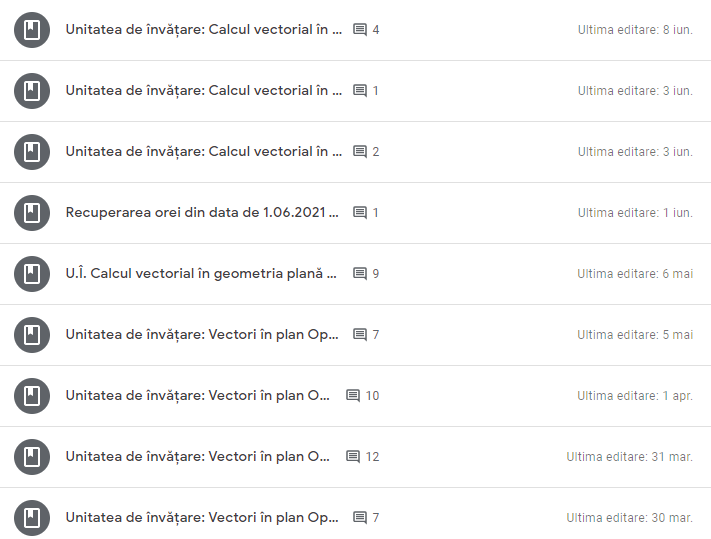 Unitatea de învățare: Calcul vectorial în ... 4 Ultima editare: 8 iun.
Unitatea de învățare: Calcul vectorial în ... 1 Ultima editare: 3 iun.
Unitatea de învățare: Calcul vectorial în ... 2 Ultima editare: 3 iun.
Recuperarea orei din data de 1.06.2021 ... 1 Ultima editare: 1 iun.
U.Î. Calcul vectorial în geometria plană ... 9 Ultima editare: 6 mai
Unitatea de învățare: Vectori în plan Op... 7 Ultima editare: 5 mai
Unitatea de învățare: Vectori în plan O... 10 Ultima editare: 1 apr.
Unitatea de învățare: Vectori în plan O... 12 Ultima editare: 31 mar.
Unitatea de învățare: Vectori în plan Op... 7 Ultima editare: 30 mar.